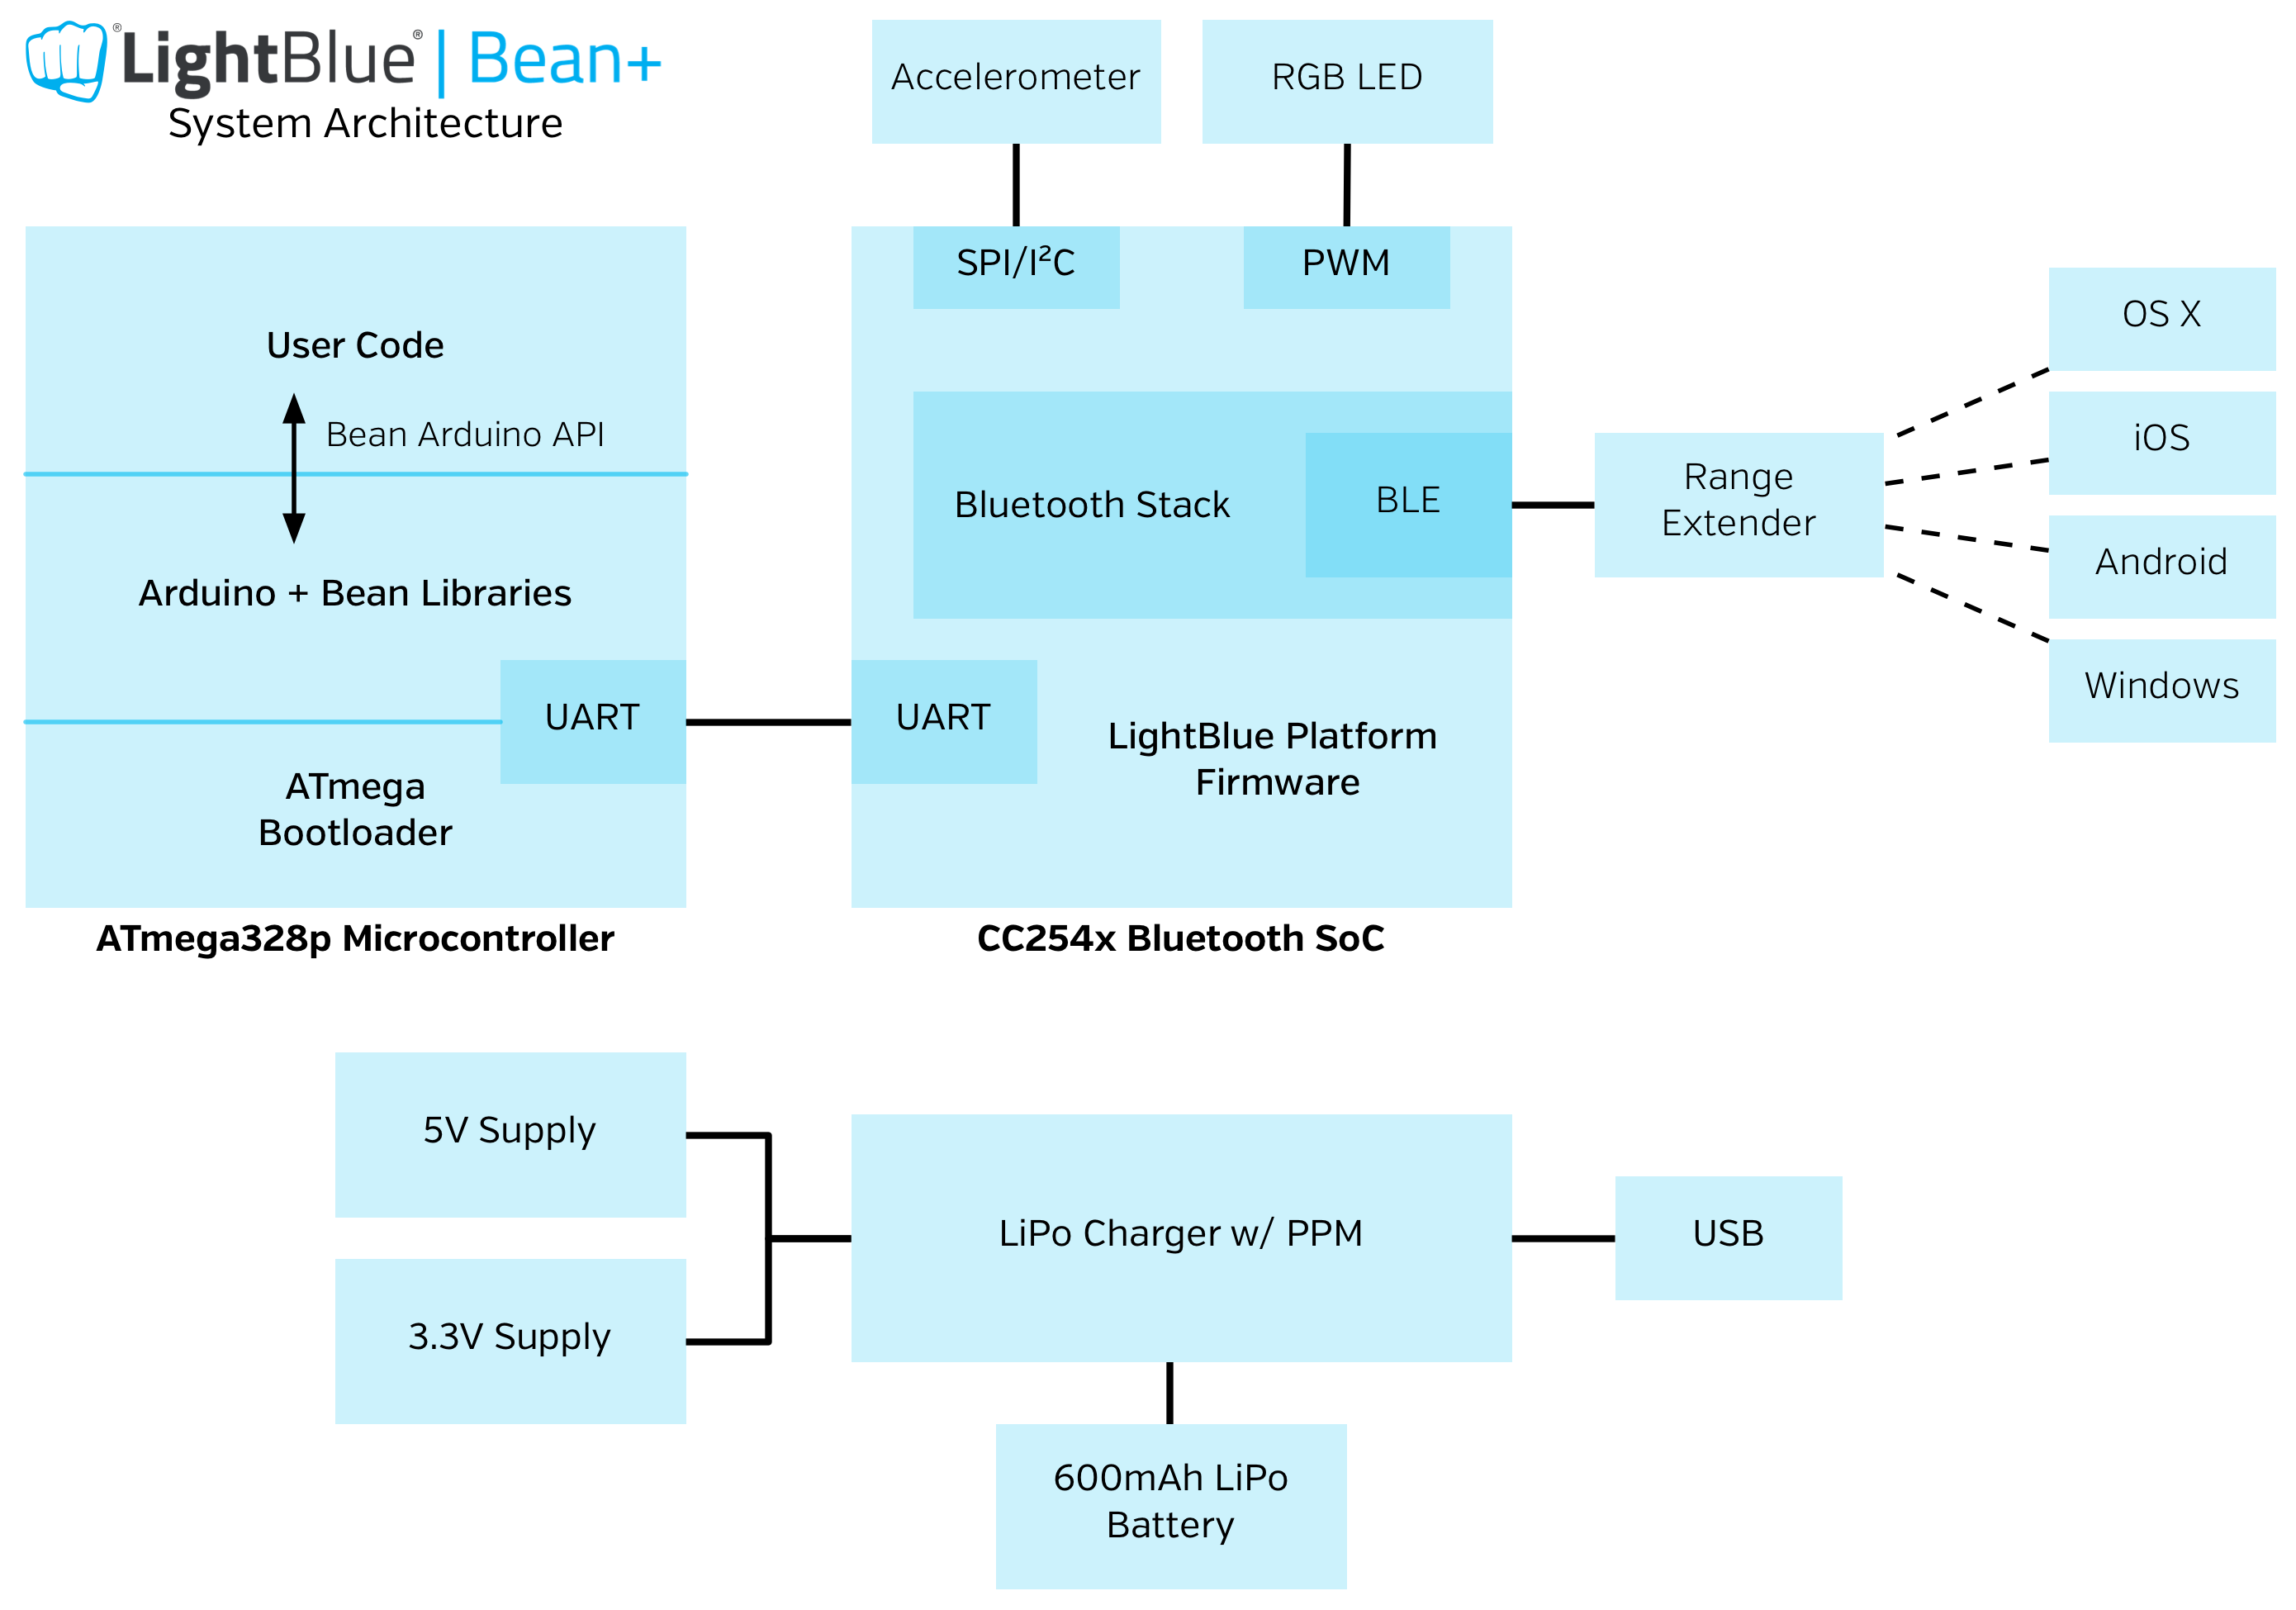 ®LightBlue® | Bean+
System Architecture
Accelerometer
RGB LED
SPI/I²C
PWM
User Code
Bean Arduino API
Arduino + Bean Libraries
UART
ATmega
Bootloader
ATmega328p Microcontroller
Bluetooth Stack
BLE
UART
LightBlue Platform
Firmware
CC254x Bluetooth SoC
Range
Extender
OS X
iOS
Android
Windows
5V Supply
3.3V Supply
LiPo Charger w/ PPM
USB
600mAh LiPo
Battery